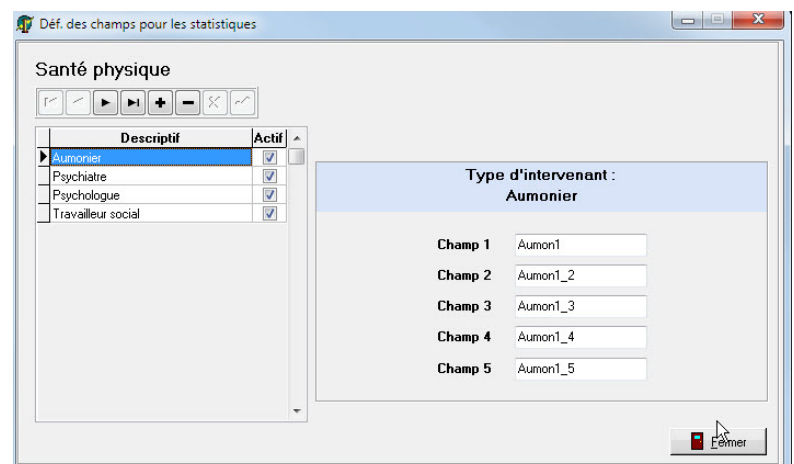 Déf. des champs pour les statistiques
Santé physique
Descriptif Actif
Aumonier
Psychiatre
Psychologue
Travailleur social
Type d'intervenant :
Aumonier
Champ 1 Aumon1
Champ 2 Aumon1_2
Champ 3 Aumon1_3
Champ 4 Aumon1_4
Champ 5 Aumon1_5
Fermer